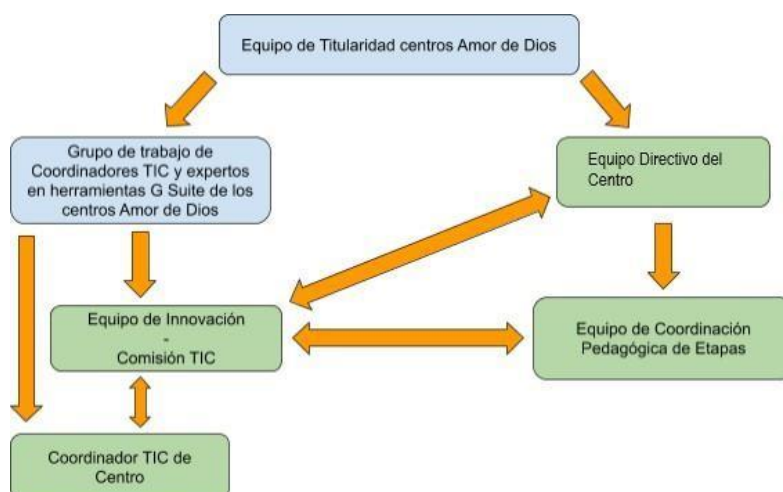 Equipo de Titularidad centros Amor de Dios
Grupo de trabajo de
Coordinadores TIC y expertos
en herramientas G Suite de los
centros Amor de Dios
Equipo Directivo del
Centro
Equipo de Innovación
-
Comisión TIC
Equipo de Coordinación
Pedagógica de Etapas
Coordinador TIC de
Centro